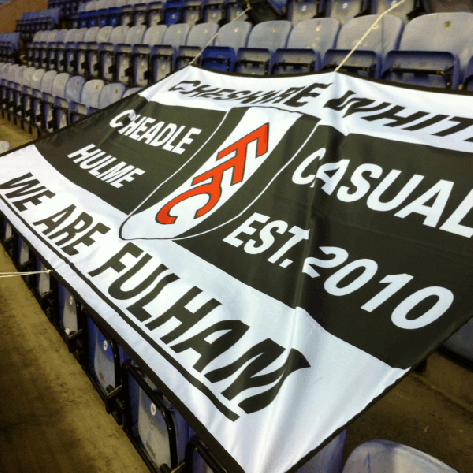 CHESHIRE WHITE
CHEADLE
HULME
FFC
CASUAL
EST. 2010
WE ARE FULHAM